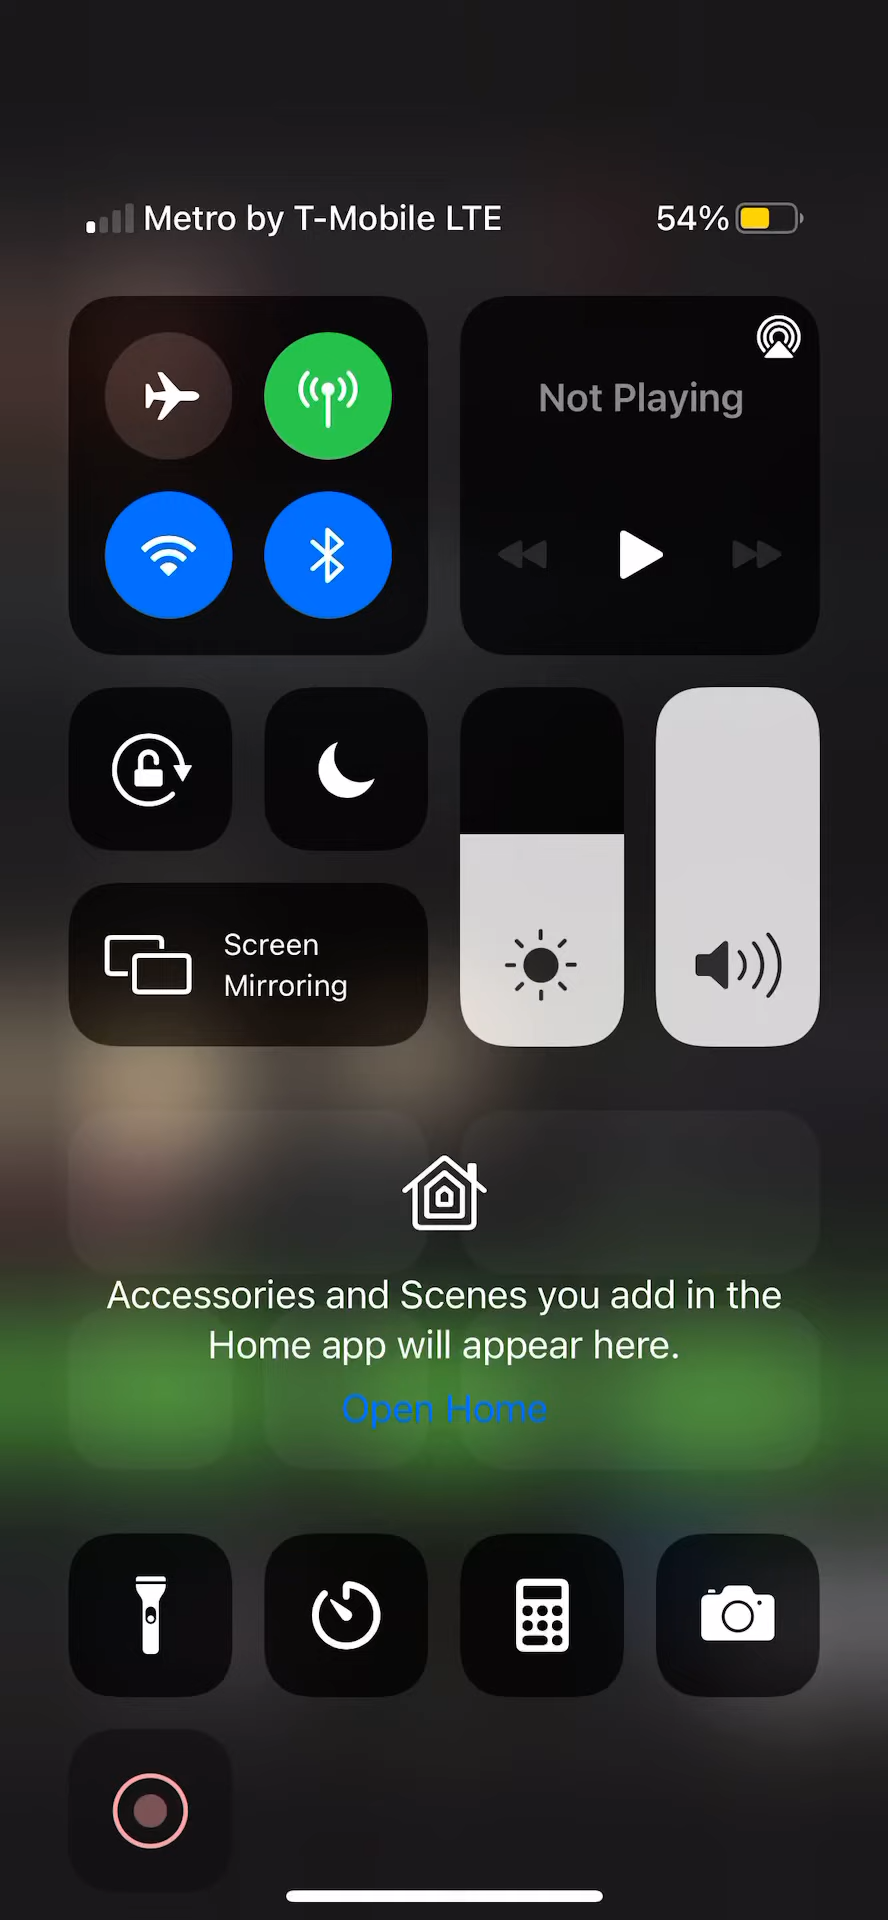 Metro by T-Mobile LTE 54%
Not Playing
Screen
Mirroring
Accessories and Scenes you add in the
Home app will appear here.
Open Home